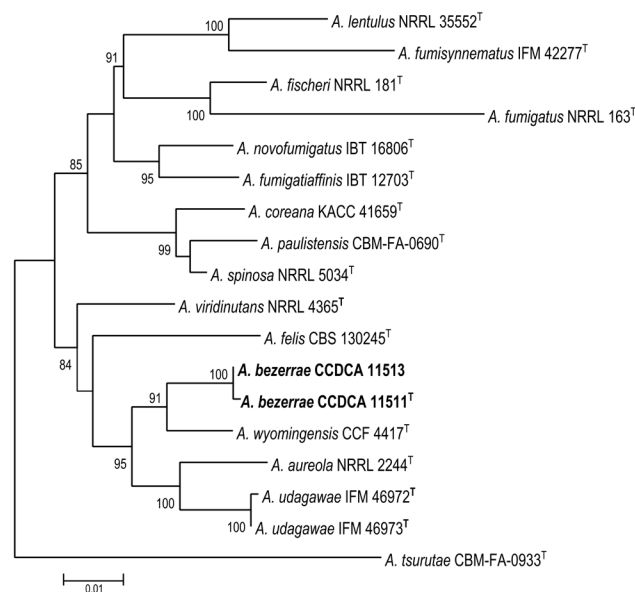 100
A. lentulus NRRL 35552T
91
A. fumisynnematus IFM 42277T
A. fischeri NRRL 181T
100
A. fumigatus NRRL 163T
A. novofumigatus IBT 16806T
85
95
A. fumigatiaffinis IBT 12703T
A. coreana KACC 41659T
99
A. paulistensis CBM-FA-0690T
A. spinosa NRRL 5034T
A. viridinutans NRRL 4365T
84
A. felis CBS 130245T
100
A. bezerrae CCDCA 11513
91
A. bezerrae CCDCA 11511T
A. wyomingensis CCF 4417T
95
A. aureola NRRL 2244T
100
A. udagawae IFM 46972T
100
A. udagawae IFM 46973T
A. tsurutae CBM-FA-0933T
0.01